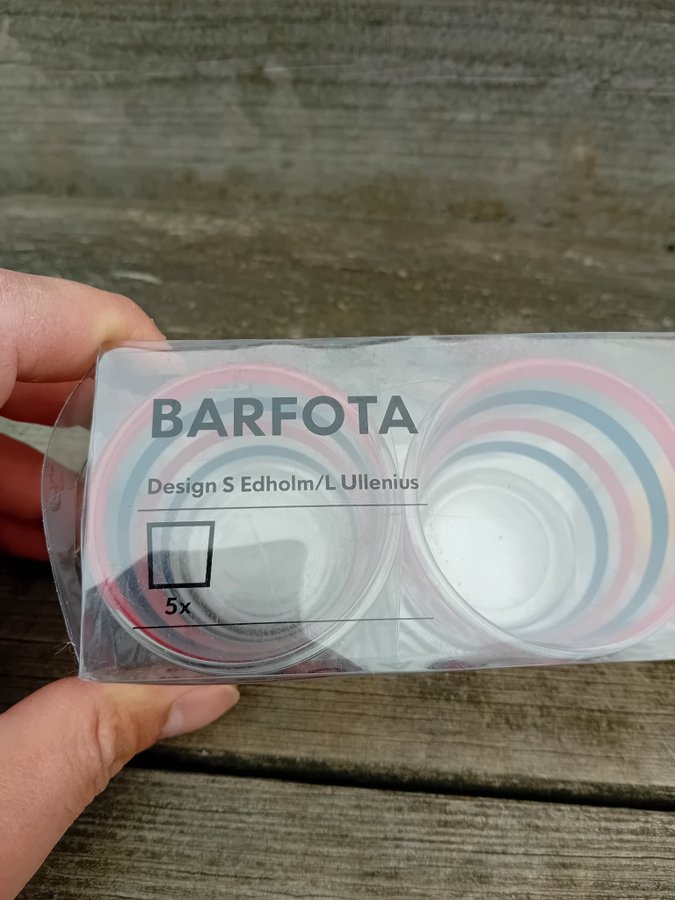 BARFOTA
Design S Edholm/L Ullenius
5x